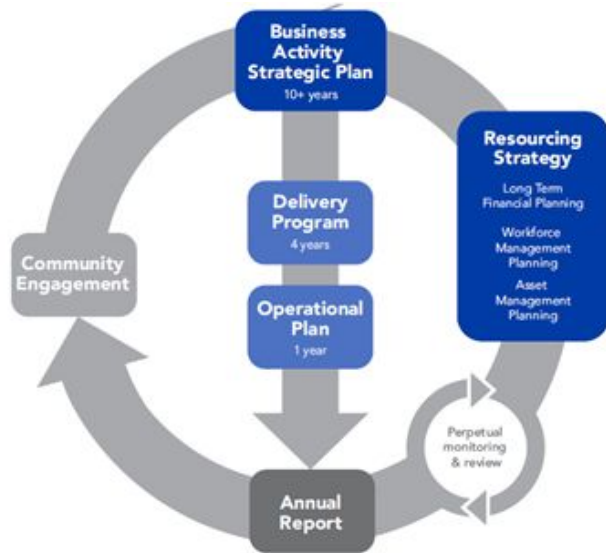 Business
Activity
Strategic Plan
10+ years
Resourcing
Strategy
Long Term
Financial Planning
Workforce
Management
Planning
Asset
Management
Planning
Delivery
Program
4 years
Community
Engagement
Operational
Plan
1 year
Perpetual
monitoring
& review
Annual
Report